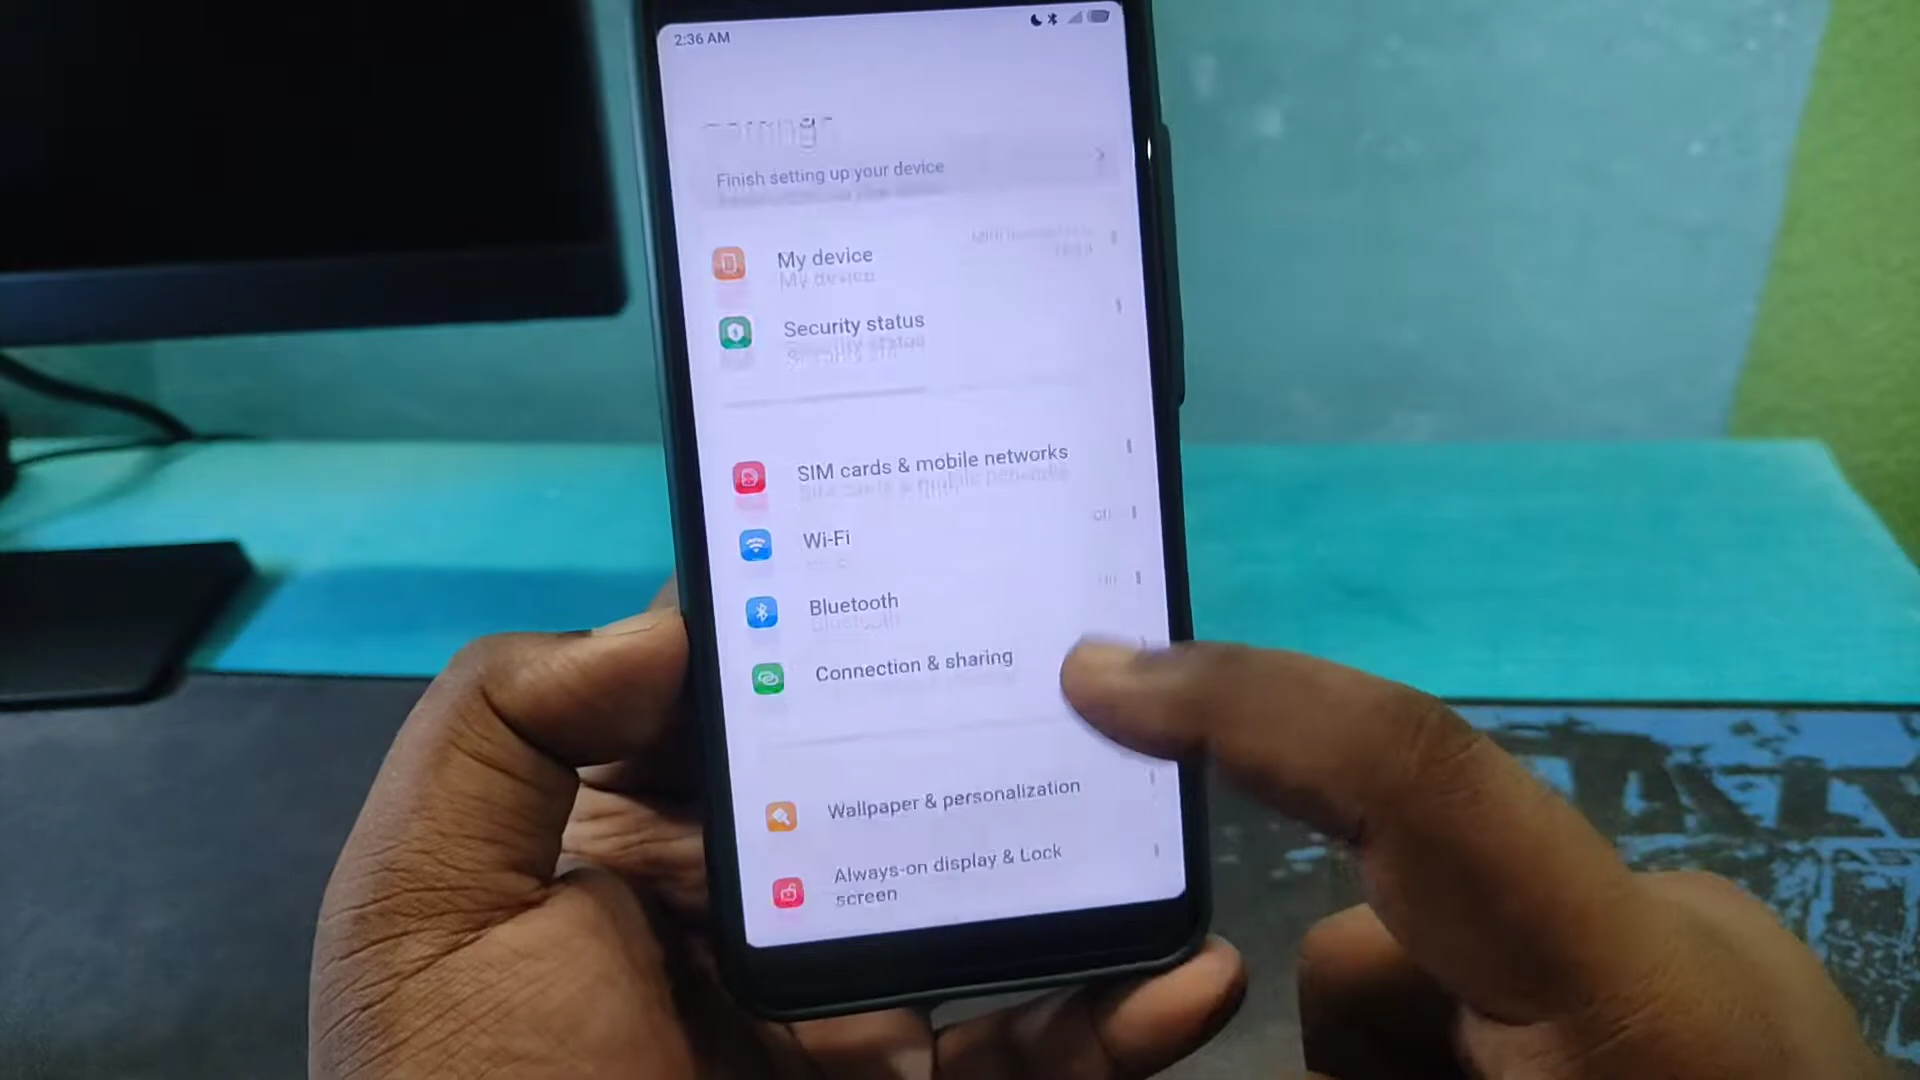 2:36 AM
Finish setting up your device
My device
Security status
SIM cards & mobile networks
Wi-Fi
Bluetooth
Connection & sharing
Wallpaper & personalization
Always-on display & Lock
screen